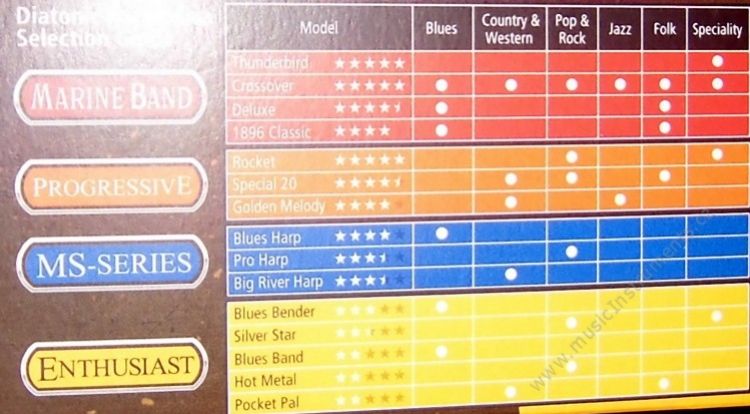 Diatonic
Selection
Model Blues Country & Western Pop & Rock Jazz Folk Speciality
MARINE BAND
Thunderbird ★★★★★
Crossover ★★★★★
Deluxe
1896 Classic ★★★★
PROGRESSIVE
Rocket ★★★★★
Special 20
Golden Melody ★★★★
MS-SERIES
Blues Harp ★★★★
Pro Harp
Big River Harp
ENTHUSIAST
Blues Bender
Silver Star
Blues Band
Hot Metal
Pocket Pal